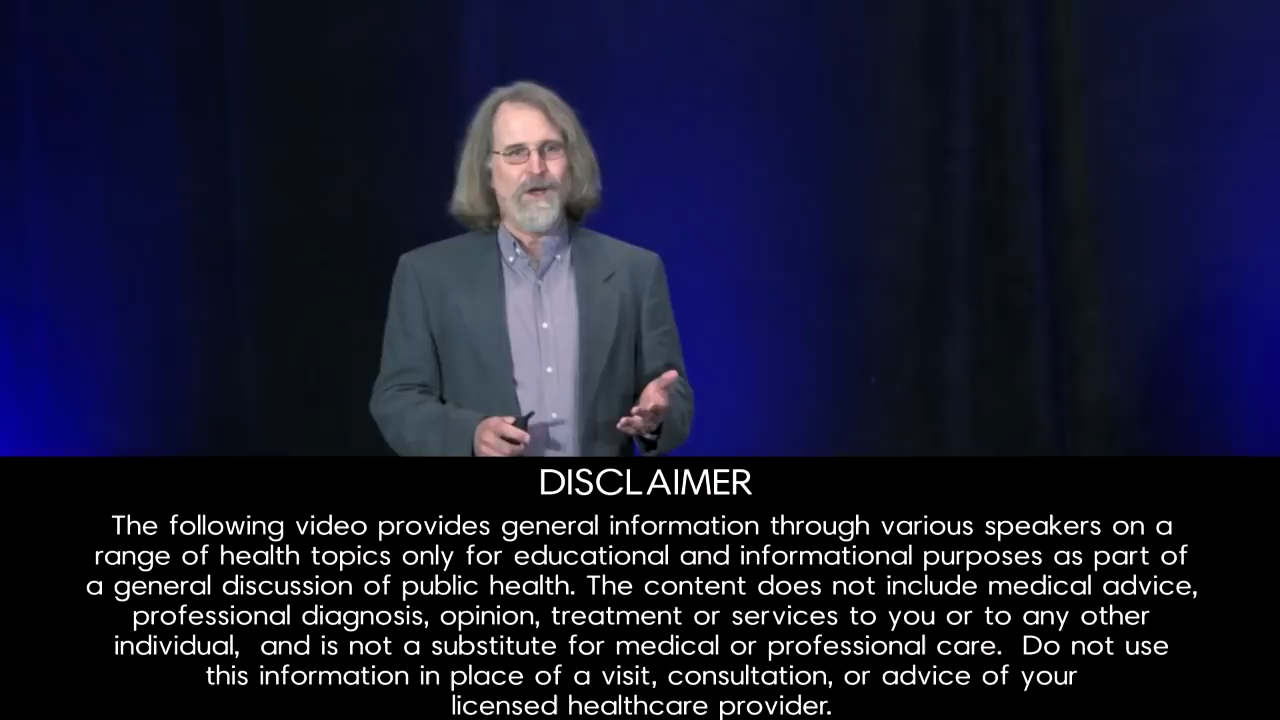 DISCLAIMER
The following video provides general information through various speakers on a
range of health topics only for educational and informational purposes as part of
a general discussion of public health. The content does not include medical advice,
professional diagnosis, opinion, treatment or services to you or to any other
individual,  and is not a substitute for medical or professional care.  Do not use
this information in place of a visit, consultation, or advice of your
licensed healthcare provider.